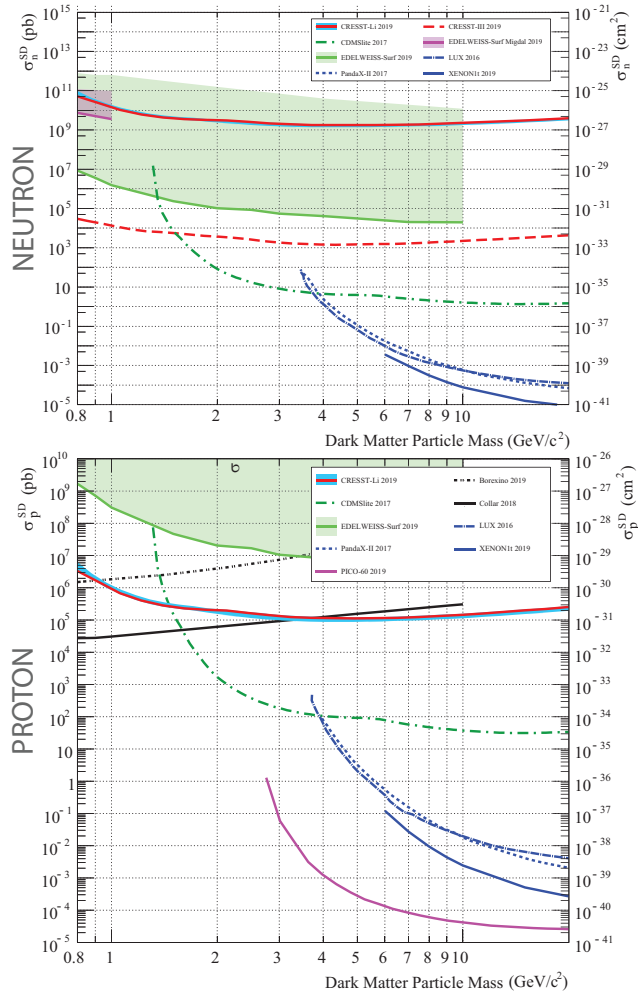 NEUTRON
σ_n^SD (pb)
σ_n^SD (cm²)
10^15
10^13
10^11
10^9
10^7
10^5
10^3
10
10^-1
10^-3
10^-5
10^-21
10^-23
10^-25
10^-27
10^-29
10^-31
10^-33
10^-35
10^-37
10^-39
10^-41
CRESST-Li 2019
CRESST-III 2019
CDMSlite 2017
EDELWEISS-Surf Migdal 2019
EDELWEISS-Surf 2019
LUX 2016
PandaX-II 2017
XENON1t 2019
0.8 1 2 3 4 5 6 7 8 9 10
Dark Matter Particle Mass (GeV/c²)
PROTON
σ_p^SD (pb)
σ
σ_p^SD (cm²)
10^10
10^9
10^8
10^7
10^6
10^5
10^4
10^3
10^2
10
1
10^-1
10^-2
10^-3
10^-4
10^-5
10^-26
10^-27
10^-28
10^-29
10^-30
10^-31
10^-32
10^-33
10^-34
10^-35
10^-36
10^-37
10^-38
10^-39
10^-40
10^-41
CRESST-Li 2019
Borexino 2019
CDMSlite 2017
Collar 2018
EDELWEISS-Surf 2019
LUX 2016
PandaX-II 2017
XENON1t 2019
PICO-60 2019
0.8 1 2 3 4 5 6 7 8 9 10
Dark Matter Particle Mass (GeV/c²)